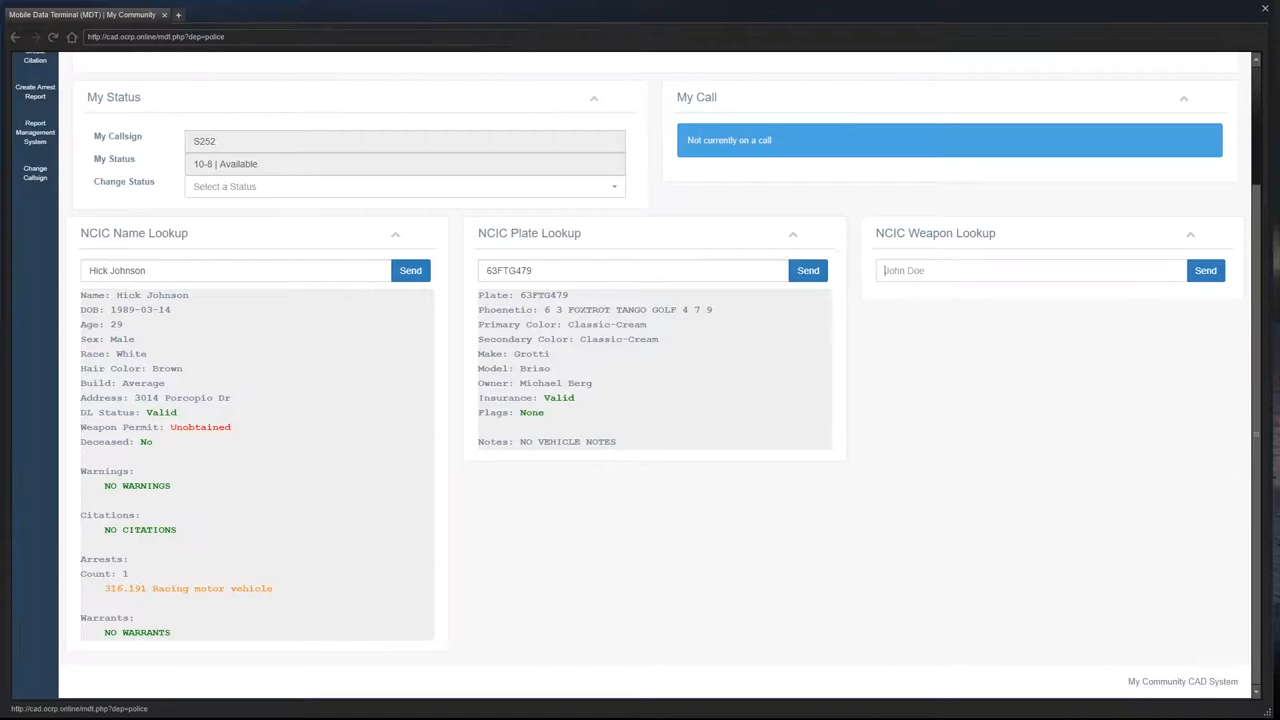 Mobile Data Terminal (MDT) | My Community
http://cad.ocrp.online/mdt.php?dep=police
Create
Citation
Create Arrest
Report
Report
Management
System
Change
Callsign
My Status
My Callsign
S252
My Status
10-8 | Available
Change Status
Select a Status
My Call
Not currently on a call
NCIC Name Lookup
Hick Johnson
Send
Name: Hick Johnson
DOB: 1989-03-14
Age: 29
Sex: Male
Race: White
Hair Color: Brown
Build: Average
Address: 3014 Porcopio Dr
DL Status: Valid
Weapon Permit: Unobtained
Deceased: No
Warnings:
NO WARNINGS
Citations:
NO CITATIONS
Arrests:
Count: 1
316.191 Racing motor vehicle
Warrants:
NO WARRANTS
NCIC Plate Lookup
63FTG479
Send
Plate: 63FTG479
Phoenetic: 6 3 FOXTROT TANGO GOLF 4 7 9
Primary Color: Classic-Cream
Secondary Color: Classic-Cream
Make: Grotti
Model: Briso
Owner: Michael Berg
Insurance: Valid
Flags: None
Notes: NO VEHICLE NOTES
NCIC Weapon Lookup
John Doe
Send
My Community CAD System
http://cad.ocrp.online/mdt.php?dep=police